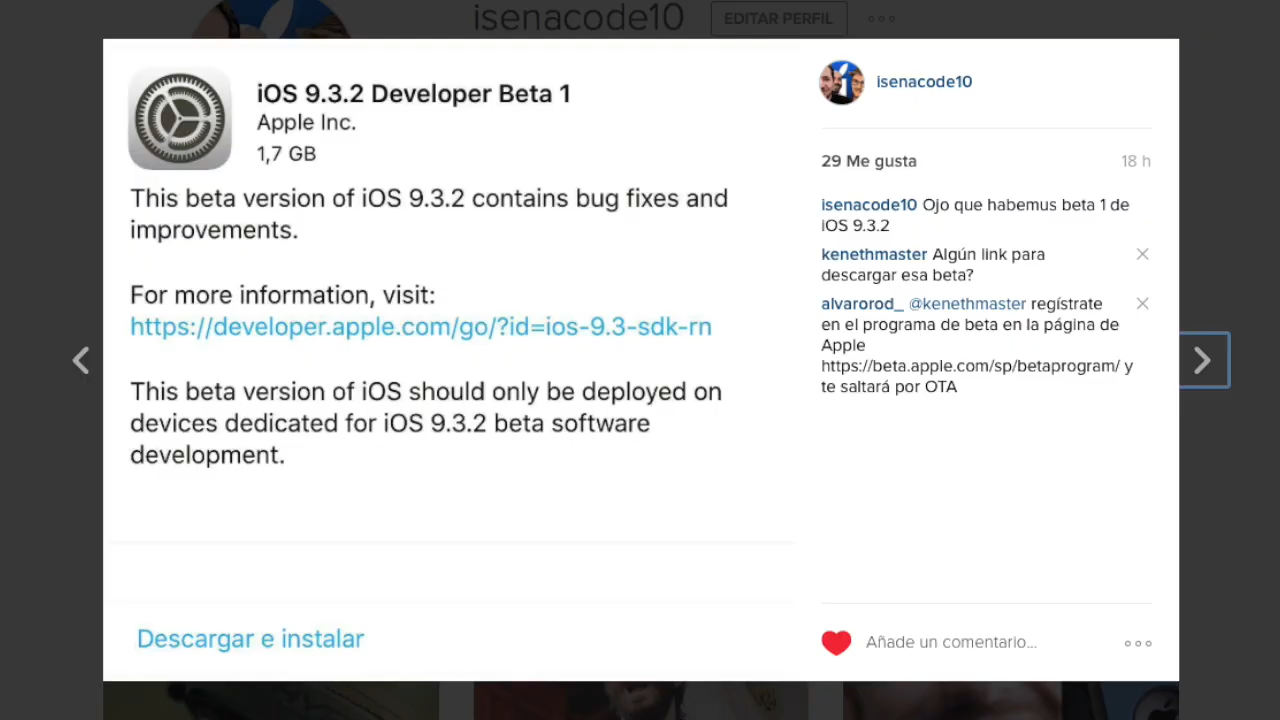 isenacode10
EDITAR PERFIL
iOS 9.3.2 Developer Beta 1
Apple Inc.
1,7 GB
This beta version of iOS 9.3.2 contains bug fixes and
improvements.
For more information, visit:
https://developer.apple.com/go/?id=ios-9.3-sdk-rn
This beta version of iOS should only be deployed on
devices dedicated for iOS 9.3.2 beta software
development.
Descargar e instalar
isenacode10
29 Me gusta
18 h
isenacode10 Ojo que habemus beta 1 de
iOS 9.3.2
kenethmaster Algún link para
descargar esa beta?
alvarorod_ @kenethmaster regístrate
en el programa de beta en la página de
Apple
https://beta.apple.com/sp/betaprogram/ y
te saltará por OTA
Añade un comentario...